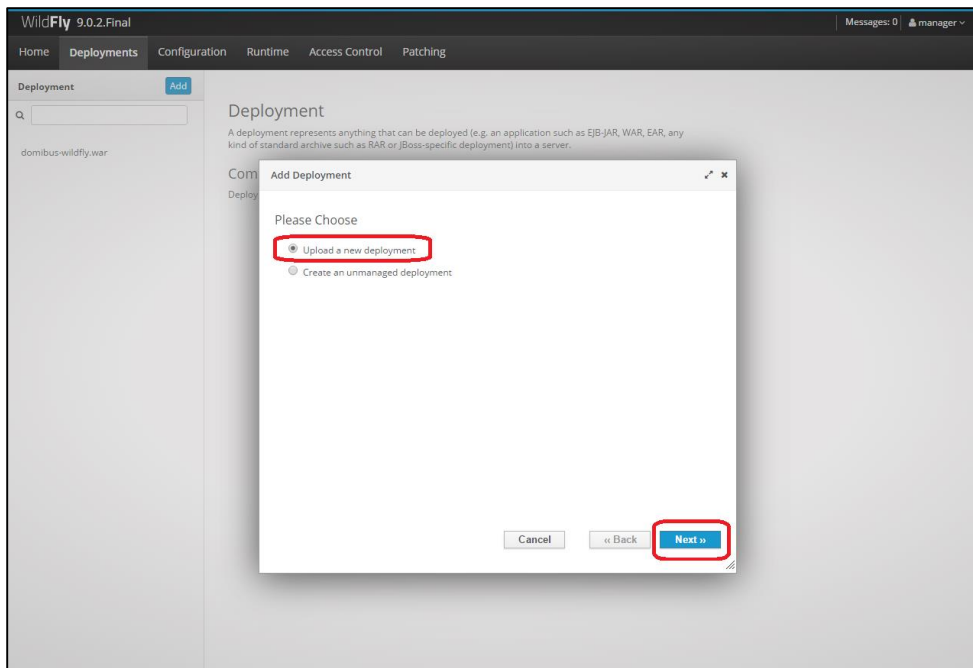 WildFly 9.0.2.Final
Messages: 0 manager
Home Deployments Configuration Runtime Access Control Patching
Deployment Add
domibus-wildfly.war
Deployment
A deployment represents anything that can be deployed (e.g. an application such as EJB-JAR, WAR, EAR, any
kind of standard archive such as RAR or JBoss-specific deployment) into a server.
Com
Deploy
Add Deployment
Please Choose
Upload a new deployment
Create an unmanaged deployment
Cancel ‹‹ Back Next ››